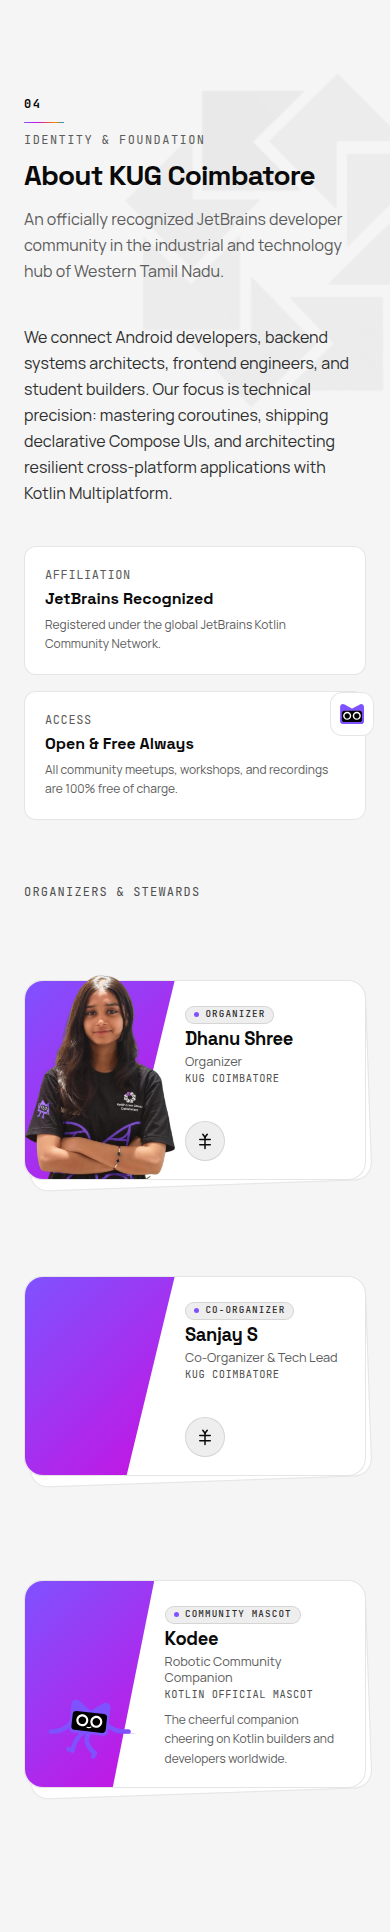 04
IDENTITY & FOUNDATION
About KUG Coimbatore
An officially recognized JetBrains developer
community in the industrial and technology
hub of Western Tamil Nadu.
We connect Android developers, backend
systems architects, frontend engineers, and
student builders. Our focus is technical
precision: mastering coroutines, shipping
declarative Compose UIs, and architecting
resilient cross-platform applications with
Kotlin Multiplatform.
AFFILIATION
JetBrains Recognized
Registered under the global JetBrains Kotlin
Community Network.
ACCESS
Open & Free Always
All community meetups, workshops, and recordings
are 100% free of charge.
ORGANIZERS & STEWARDS
ORGANIZER
Dhanu Shree
Organizer
KUG COIMBATORE
CO-ORGANIZER
Sanjay S
Co-Organizer & Tech Lead
KUG COIMBATORE
COMMUNITY MASCOT
Kodee
Robotic Community
Companion
KOTLIN OFFICIAL MASCOT
The cheerful companion
cheering on Kotlin builders and
developers worldwide.